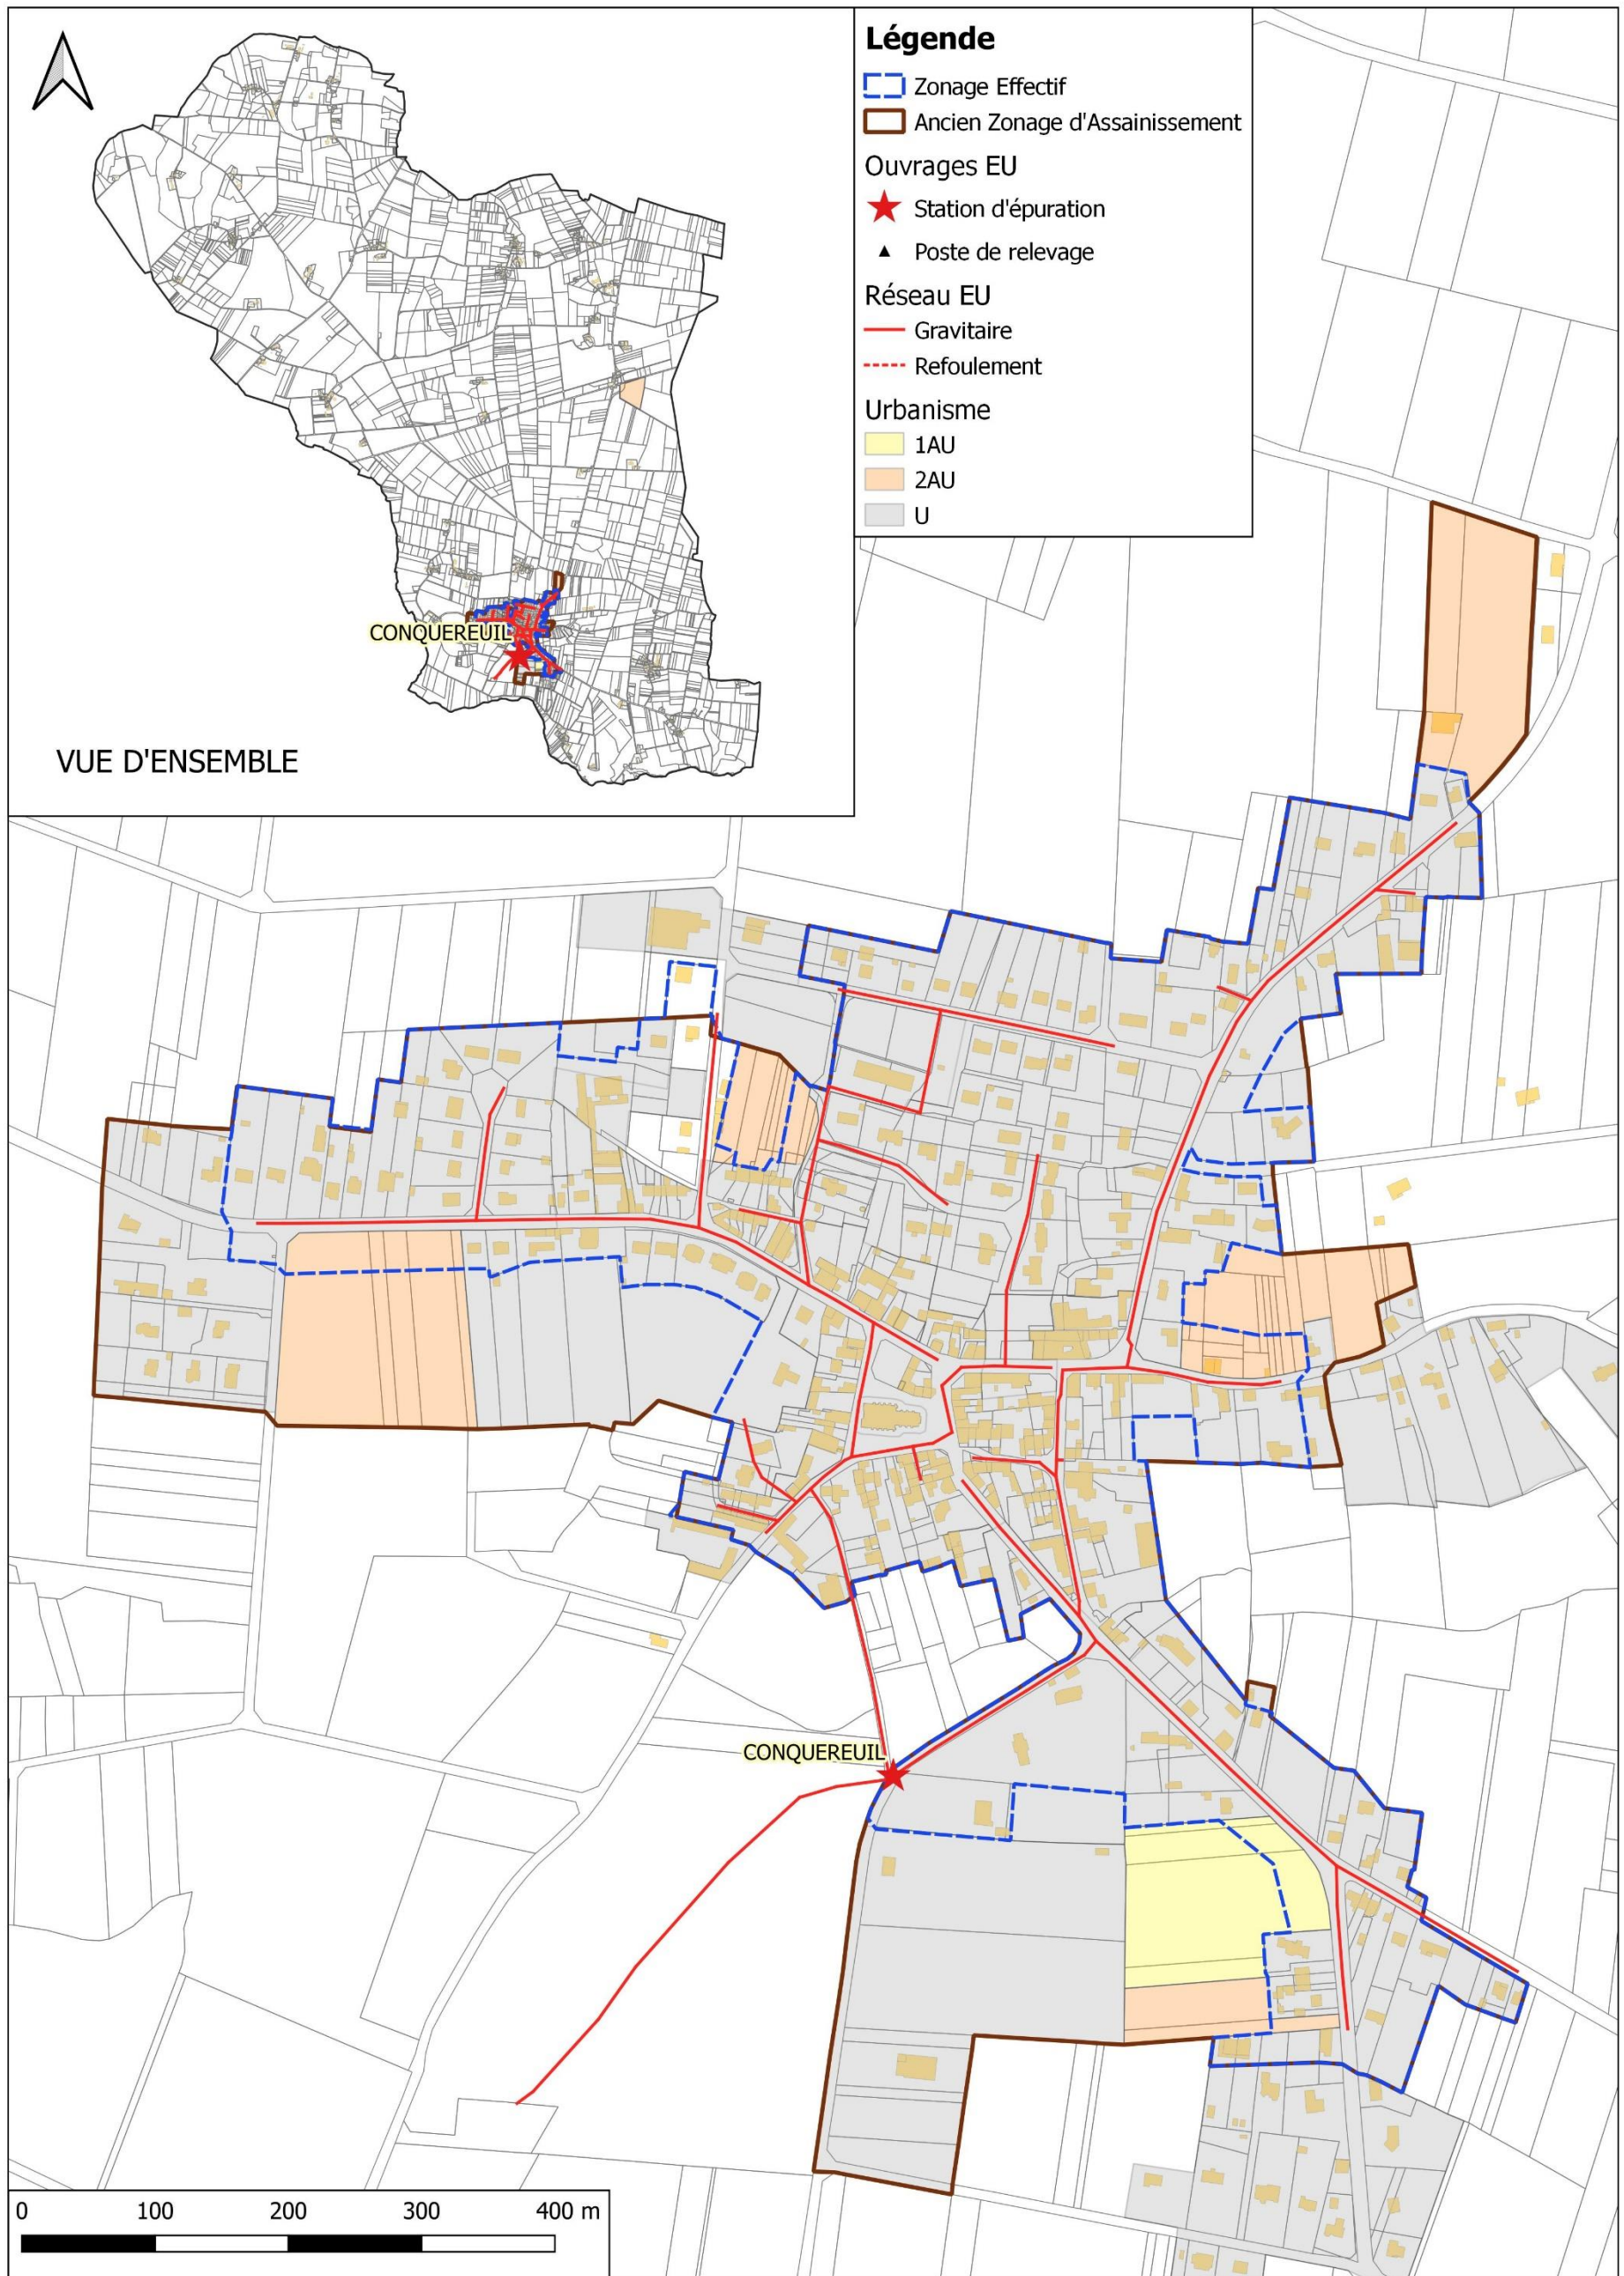 CONQUEREUIL
VUE D'ENSEMBLE
Légende
Zonage Effectif
Ancien Zonage d'Assainissement
Ouvrages EU
Station d'épuration
Poste de relevage
Réseau EU
Gravitaire
Refoulement
Urbanisme
1AU
2AU
U
CONQUEREUIL
0 100 200 300 400 m